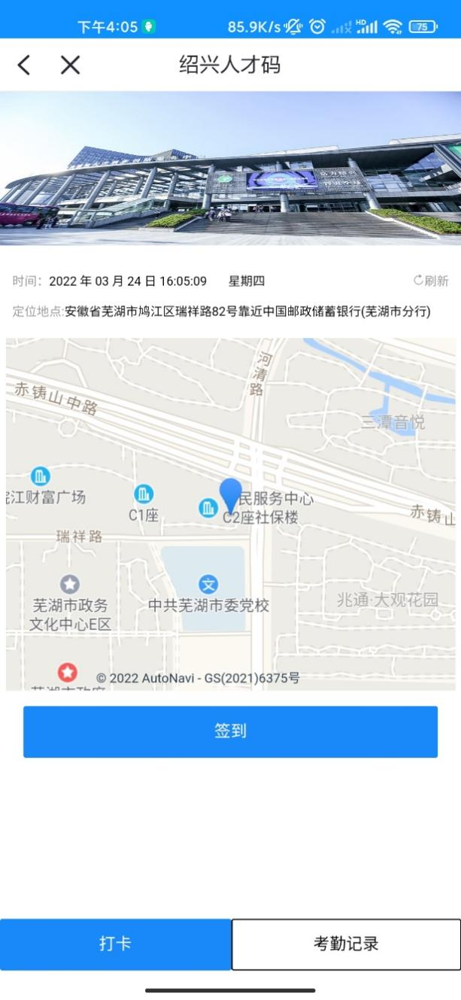 下午4:05
85.9K/s
HD
75
绍兴人才码
时间：2022 年 03 月 24 日 16:05:09 星期四
刷新
定位地点:安徽省芜湖市鸠江区瑞祥路82号靠近中国邮政储蓄银行(芜湖市分行)
河清路
赤铸山中路
三潭音悦
江财富广场
C1座
民服务中心
C2座社保楼
赤铸山
瑞祥路
文
芜湖市政务
文化中心E区
中共芜湖市委党校
兆通·大观花园
© 2022 AutoNavi - GS(2021)6375号
签到
打卡
考勤记录